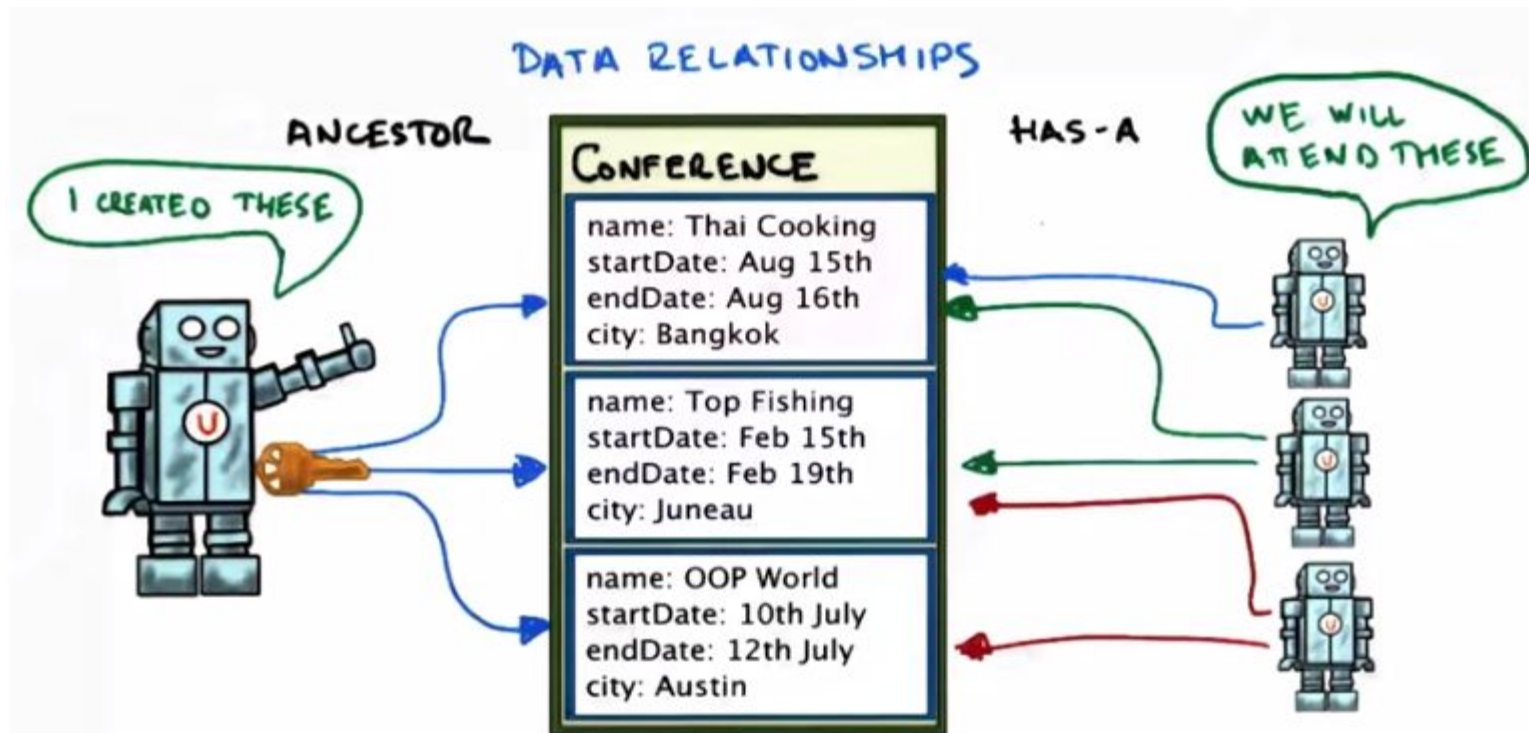 DATA RELATIONSHIPS
ANCESTOR
HAS-A
I CREATED THESE
WE WILL
ATTEND THESE
CONFERENCE
name: Thai Cooking
startDate: Aug 15th
endDate: Aug 16th
city: Bangkok
name: Top Fishing
startDate: Feb 15th
endDate: Feb 19th
city: Juneau
name: OOP World
startDate: 10th July
endDate: 12th July
city: Austin
U
U
U
U